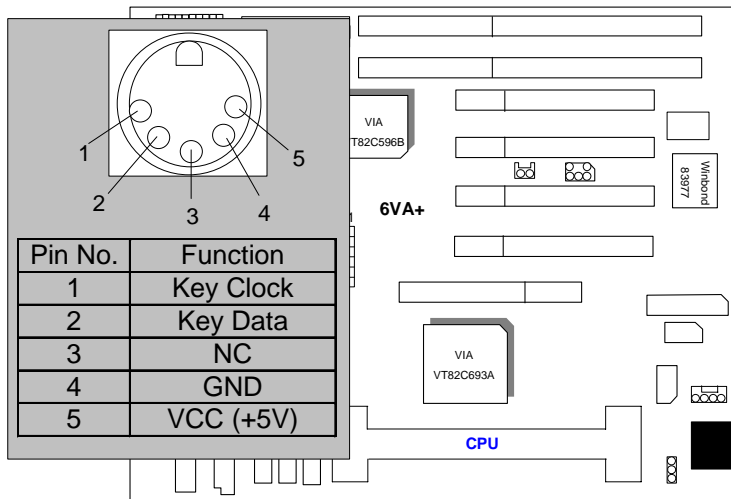 1
2
3
4
5
Pin No. Function
1 Key Clock
2 Key Data
3 NC
4 GND
5 VCC (+5V)
VIA
T82C596B
6VA+
Winbond
83977
VIA
VT82C693A
CPU